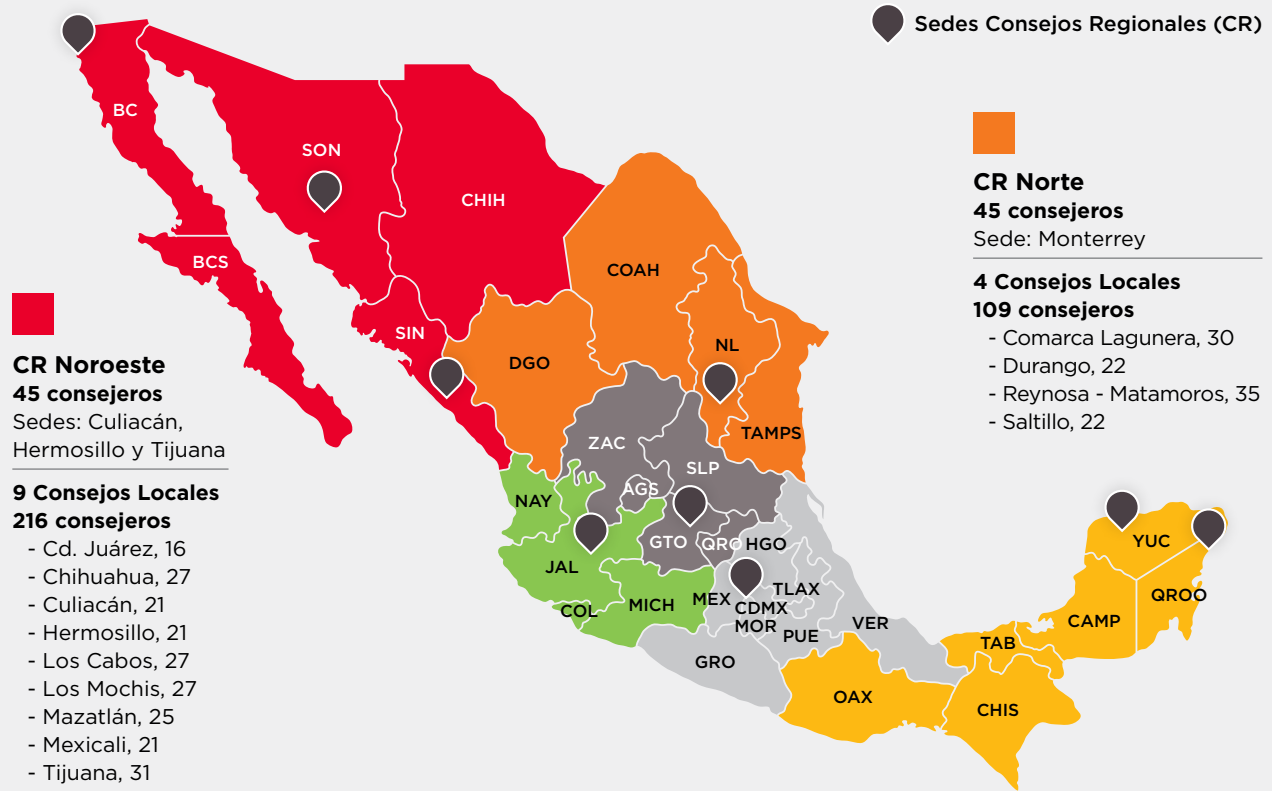 Sedes Consejos Regionales (CR)
BC
SON
CHIH
BCS
SIN
COAH
NL
DGO
TAMPS
ZAC
SLP
AGS
NAY
GTO
QRO
HGO
JAL
COL
MICH
MEX
TLAX
CDMX
MOR
PUE
VER
GRO
OAX
TAB
CHIS
CAMP
YUC
QROO
CR Noroeste
45 consejeros
Sedes: Culiacán,
Hermosillo y Tijuana
9 Consejos Locales
216 consejeros
- Cd. Juárez, 16
- Chihuahua, 27
- Culiacán, 21
- Hermosillo, 21
- Los Cabos, 27
- Los Mochis, 27
- Mazatlán, 25
- Mexicali, 21
- Tijuana, 31
CR Norte
45 consejeros
Sede: Monterrey
4 Consejos Locales
109 consejeros
- Comarca Lagunera, 30
- Durango, 22
- Reynosa - Matamoros, 35
- Saltillo, 22